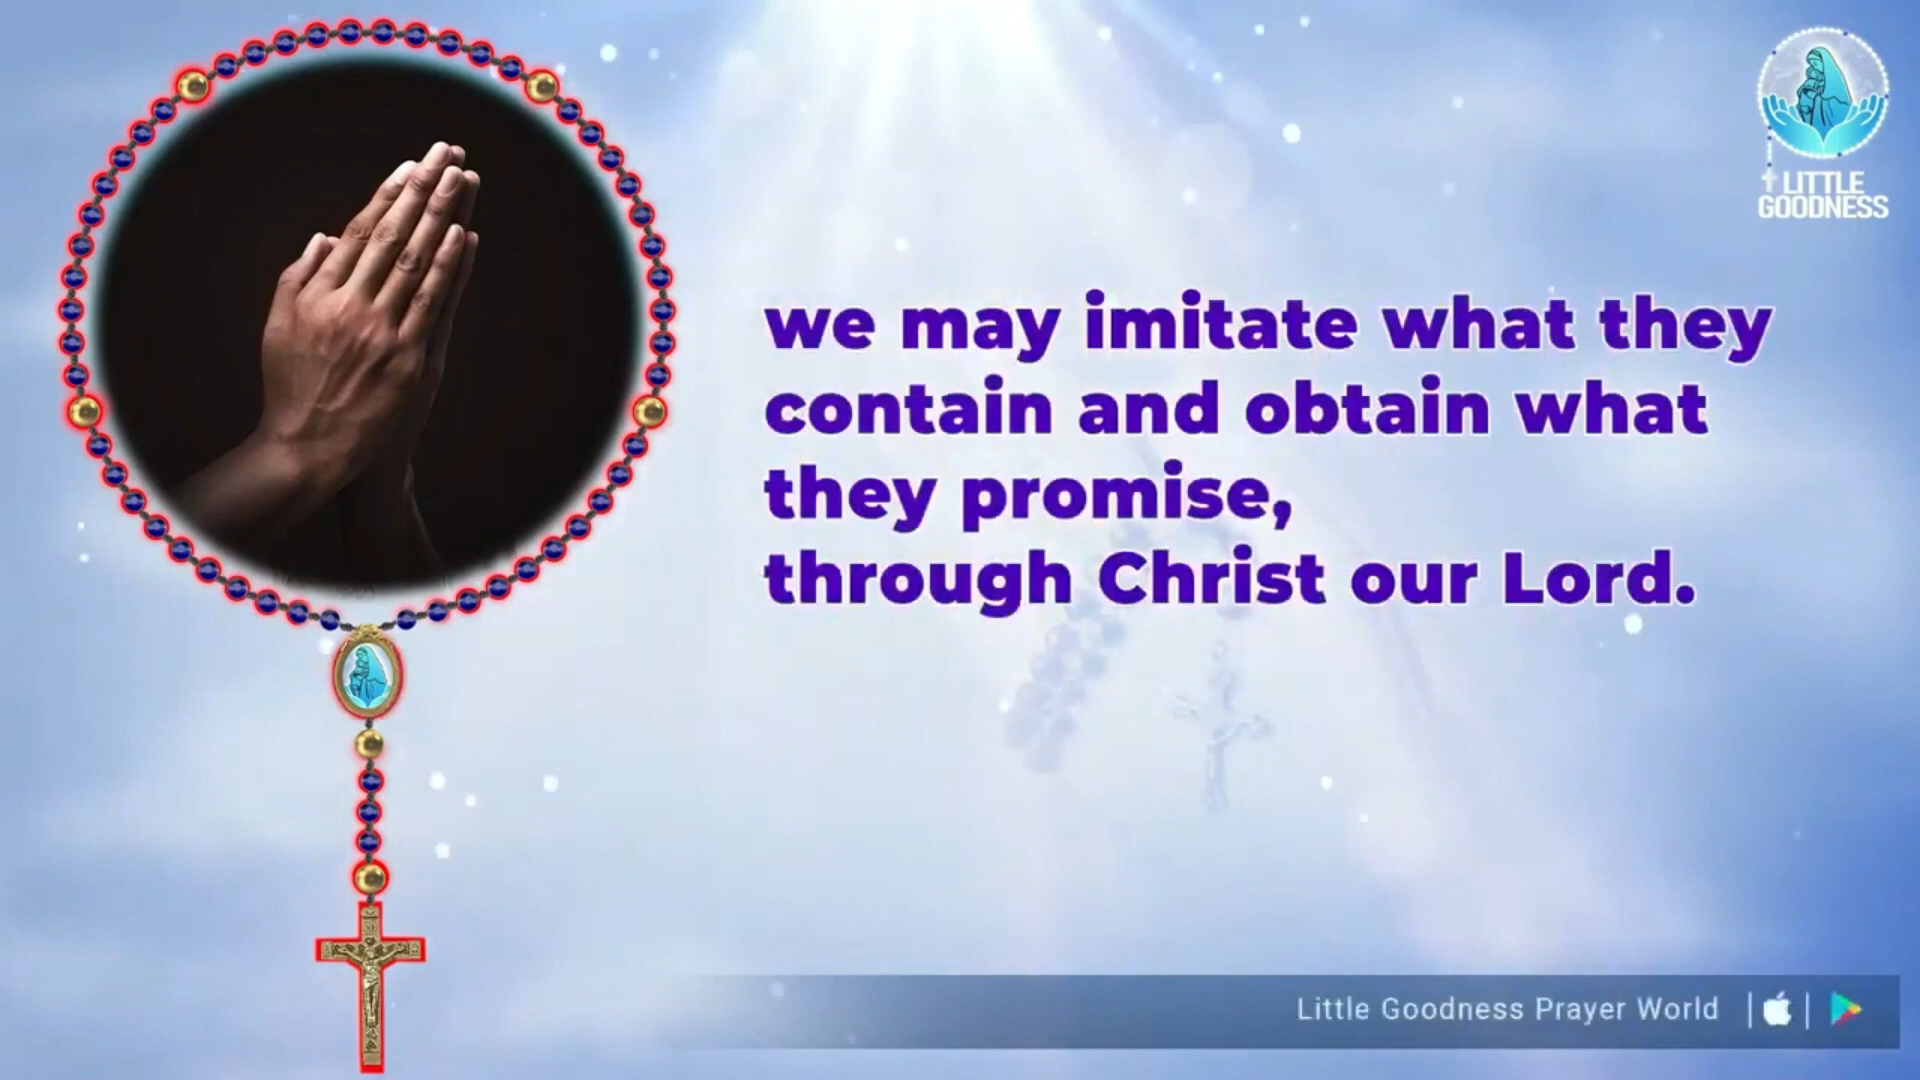 LITTLE
GOODNESS
we may imitate what they
contain and obtain what
they promise,
through Christ our Lord.
Little Goodness Prayer World